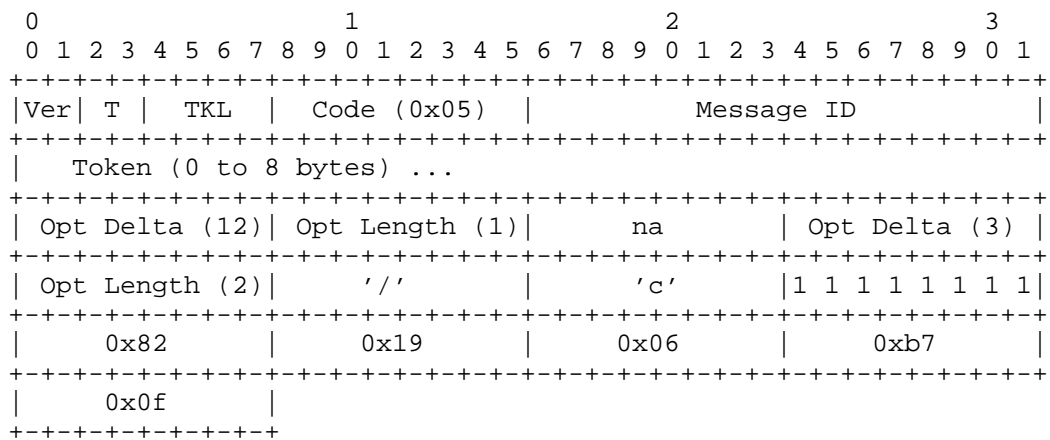 0                   1                   2                   3
 0 1 2 3 4 5 6 7 8 9 0 1 2 3 4 5 6 7 8 9 0 1 2 3 4 5 6 7 8 9 0 1
+-+-+-+-+-+-+-+-+-+-+-+-+-+-+-+-+-+-+-+-+-+-+-+-+-+-+-+-+-+-+-+-+
|Ver| T |  TKL  |  Code (0x05)  |          Message ID           |
+-+-+-+-+-+-+-+-+-+-+-+-+-+-+-+-+-+-+-+-+-+-+-+-+-+-+-+-+-+-+-+-+
|   Token (0 to 8 bytes) ...
+-+-+-+-+-+-+-+-+-+-+-+-+-+-+-+-+-+-+-+-+-+-+-+-+-+-+-+-+-+-+-+-+
| Opt Delta (12)| Opt Length (1)|      na       | Opt Delta (3) |
+-+-+-+-+-+-+-+-+-+-+-+-+-+-+-+-+-+-+-+-+-+-+-+-+-+-+-+-+-+-+-+-+
| Opt Length (2)|     '/'       |      'c'      |1 1 1 1 1 1 1 1|
+-+-+-+-+-+-+-+-+-+-+-+-+-+-+-+-+-+-+-+-+-+-+-+-+-+-+-+-+-+-+-+-+
|     0x82      |     0x19      |     0x06      |     0xb7      |
+-+-+-+-+-+-+-+-+-+-+-+-+-+-+-+-+-+-+-+-+-+-+-+-+-+-+-+-+-+-+-+-+
|     0x0f      |
+-+-+-+-+-+-+-+-+